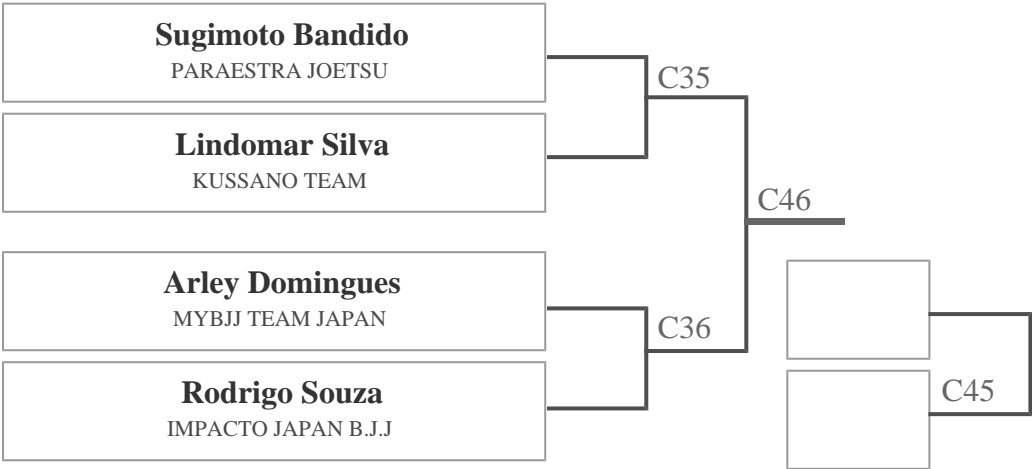 Sugimoto Bandido
PARAESTRA JOETSU
C35
Lindomar Silva
KUSSANO TEAM
C46
Arley Domingues
MYBJJ TEAM JAPAN
C36
Rodrigo Souza
IMPACTO JAPAN B.J.J
C45